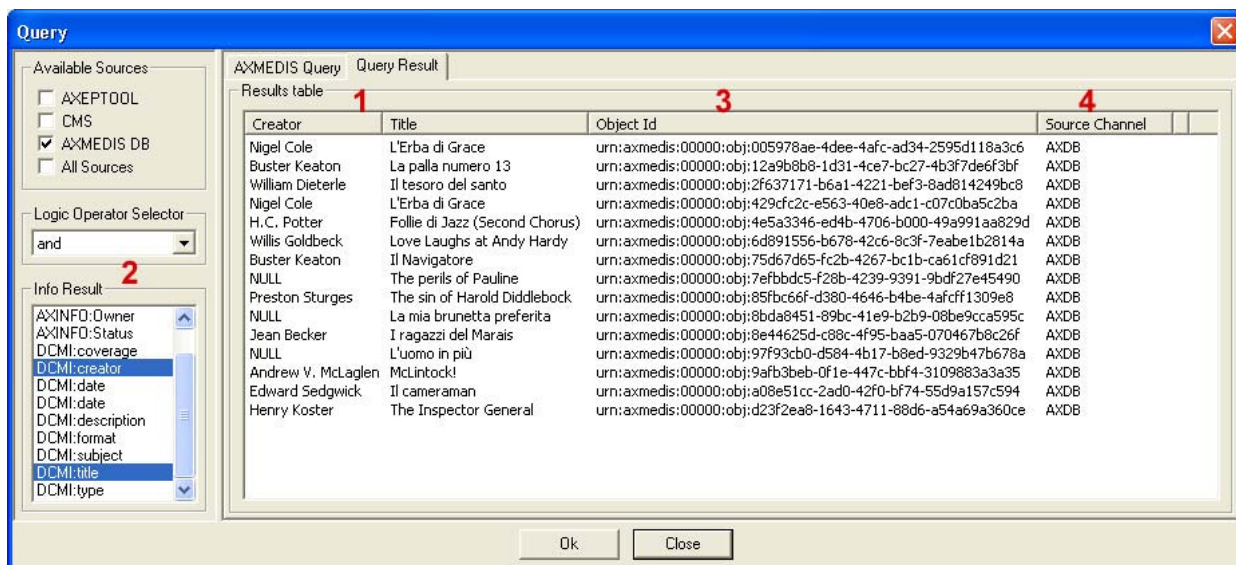 Query
Available Sources
AXEPTOOL
CMS
AXMEDIS DB
All Sources
Logic Operator Selector
and
2
Info Result
AXINFO:Owner
AXINFO:Status
DCMI:coverage
DCMI:creator
DCMI:date
DCMI:date
DCMI:description
DCMI:format
DCMI:subject
DCMI:title
DCMI:type
AXMEDIS Query Query Result
Results table
1 3 4
Creator Title Object Id Source Channel
Nigel Cole L'Erba di Grace urn:axmedis:00000:obj:005978ae-4dee-4afc-ad34-2595d118a3c6 AXDB
Buster Keaton La palla numero 13 urn:axmedis:00000:obj:12a9b8b8-1d31-4ce7-bc27-4b3f7de6f3bf AXDB
William Dieterle Il tesoro del santo urn:axmedis:00000:obj:2f637171-b6a1-4221-bef3-8ad814249bc8 AXDB
Nigel Cole L'Erba di Grace urn:axmedis:00000:obj:429cfc2c-e563-40e8-adc1-c07c0ba5c2ba AXDB
H.C. Potter Follie di Jazz (Second Chorus) urn:axmedis:00000:obj:4e5a3346-ed4b-4706-b000-49a991aa829d AXDB
Willis Goldbeck Love Laughs at Andy Hardy urn:axmedis:00000:obj:6d891556-b678-42c6-8c3f-7eabe1b2814a AXDB
Buster Keaton Il Navigatore urn:axmedis:00000:obj:75d67d65-fc2b-4267-bc1b-ca61cf891d21 AXDB
NULL The perils of Pauline urn:axmedis:00000:obj:7efbbdc5-f28b-4239-9391-9bdf27e45490 AXDB
Preston Sturges The sin of Harold Diddlebock urn:axmedis:00000:obj:85fbc66f-d380-4646-b4be-4afcff1309e8 AXDB
NULL La mia brunetta preferita urn:axmedis:00000:obj:8bda8451-89bc-41e9-b2b9-08be9cca595c AXDB
Jean Becker I ragazzi del Marais urn:axmedis:00000:obj:8e44625d-c88c-4f95-baa5-070467b8c26f AXDB
NULL L'uomo in più urn:axmedis:00000:obj:97f93cb0-d584-4b17-b8ed-9329b47b678a AXDB
Andrew V. McLaglen McLintock! urn:axmedis:00000:obj:9afb3beb-0f1e-447c-bbf4-3109883a3a35 AXDB
Edward Sedgwick Il cameraman urn:axmedis:00000:obj:a08e51cc-2ad0-42f0-bf74-55d9a157c594 AXDB
Henry Koster The Inspector General urn:axmedis:00000:obj:d23f2ea8-1643-4711-88d6-a54a69a360ce AXDB
Ok Close